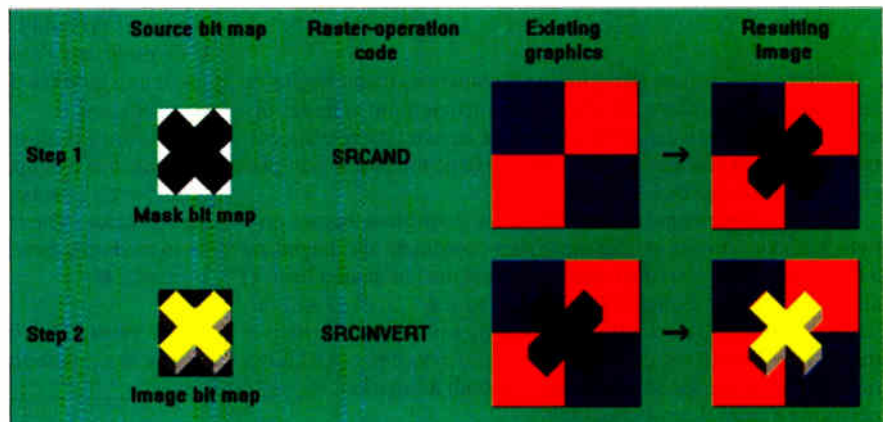 Source bit map
Raster-operation
code
Existing
graphics
Resulting
image
Step 1
SRCAND
→
Mask bit map
Step 2
SRCINVERT
→
Image bit map